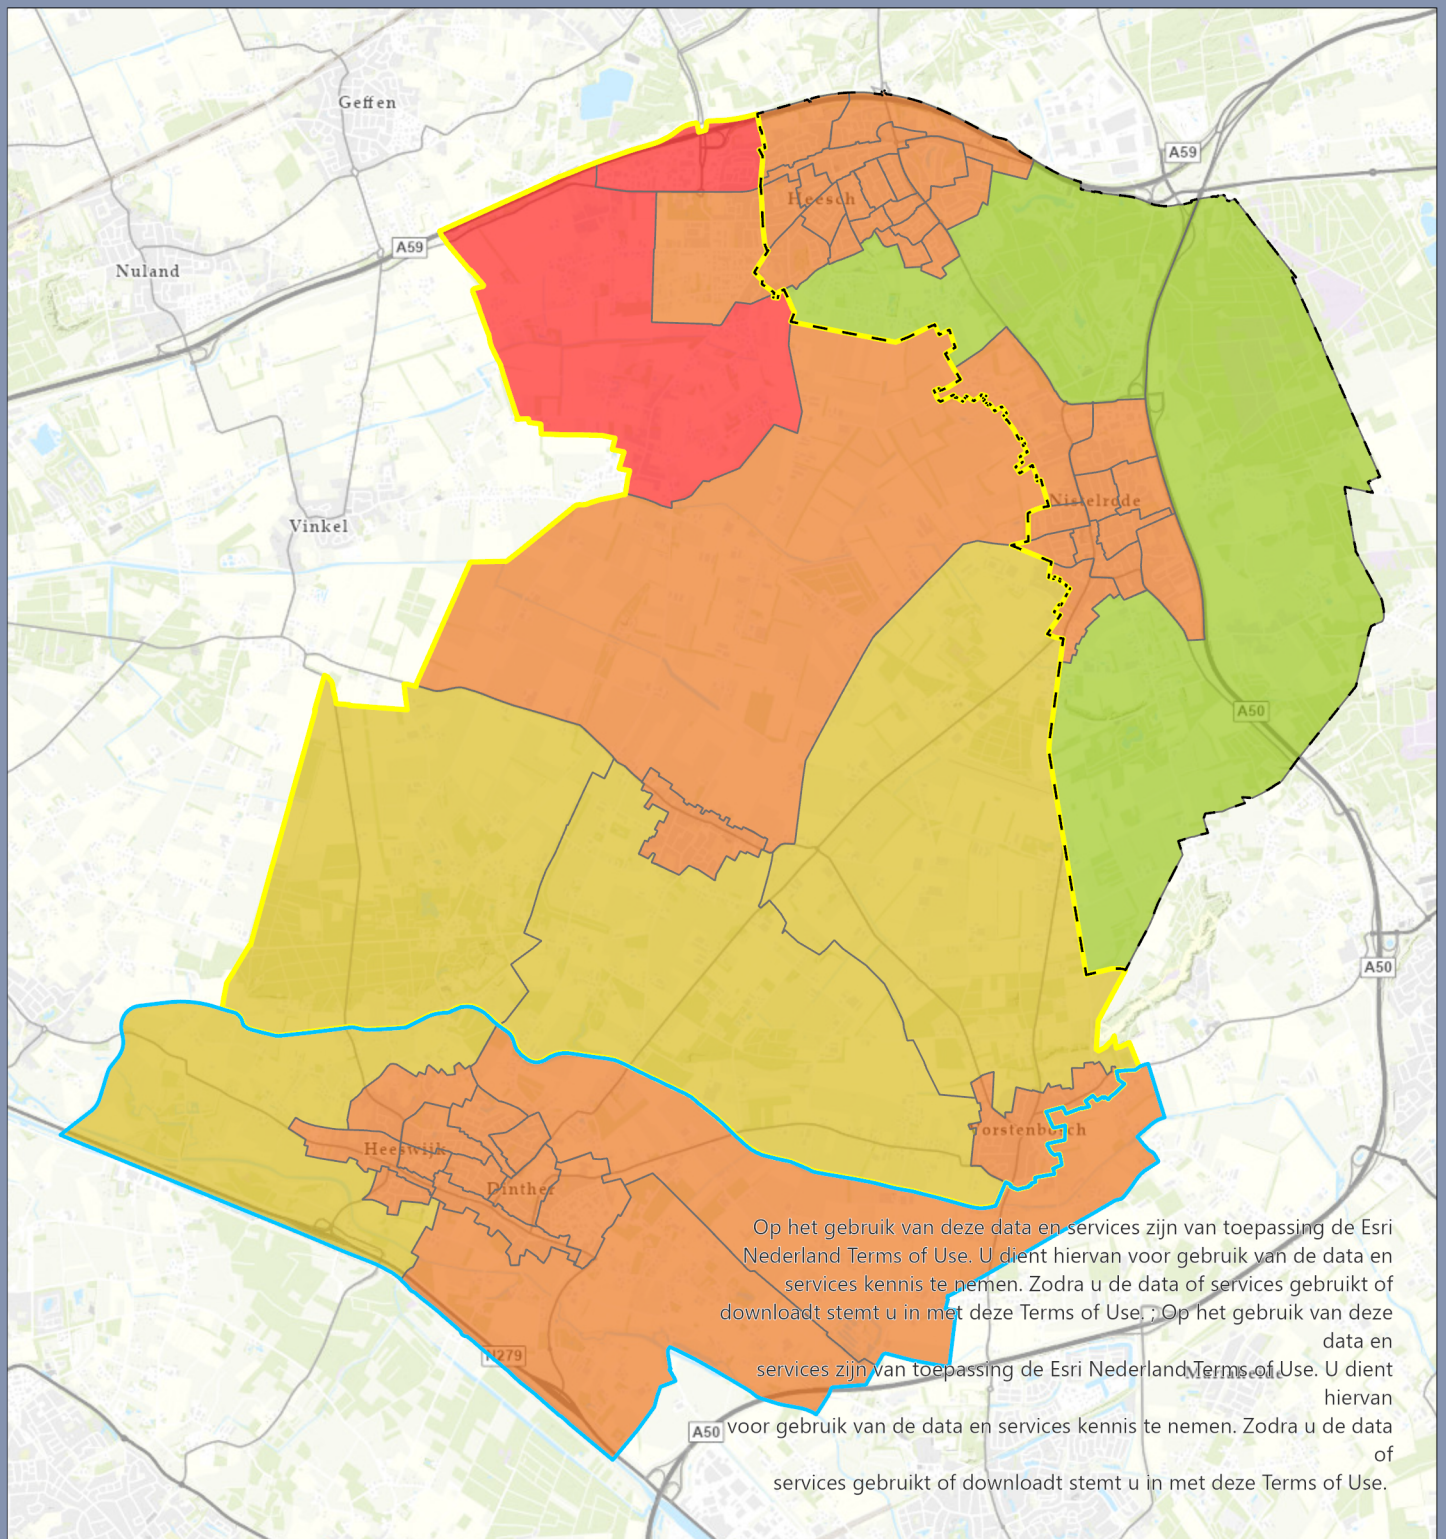 Geffen
A59
A59
Heesch
Nuland
Nistelrode
Vinkel
A50
A50
Heeswijk
Dinther
Vorstenbosch
Op het gebruik van deze data en services zijn van toepassing de Esri
Nederland Terms of Use. U dient hiervan voor gebruik van de data en
services kennis te nemen. Zodra u de data of services gebruikt of
downloadt stemt u in met deze Terms of Use. ; Op het gebruik van deze
data en
services zijn van toepassing de Esri Nederland Terms of Use. U dient
hiervan
voor gebruik van de data en services kennis te nemen. Zodra u de data
of
services gebruikt of downloadt stemt u in met deze Terms of Use.
N279
Mariaheide
A50